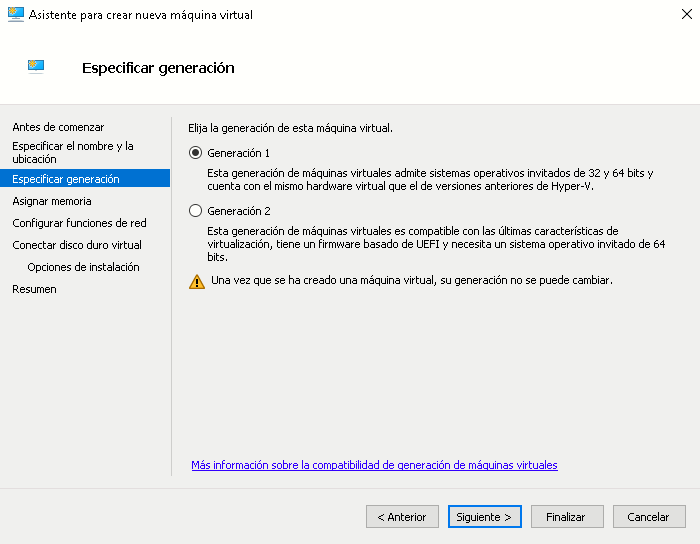 Asistente para crear nueva máquina virtual
Especificar generación
Antes de comenzar
Especificar el nombre y la
ubicación
Especificar generación
Asignar memoria
Configurar funciones de red
Conectar disco duro virtual
Opciones de instalación
Resumen
Elija la generación de esta máquina virtual.
Generación 1
Esta generación de máquinas virtuales admite sistemas operativos invitados de 32 y 64 bits y
cuenta con el mismo hardware virtual que el de versiones anteriores de Hyper-V.
Generación 2
Esta generación de máquinas virtuales es compatible con las últimas características de
virtualización, tiene un firmware basado de UEFI y necesita un sistema operativo invitado de 64
bits.
Una vez que se ha creado una máquina virtual, su generación no se puede cambiar.
Más información sobre la compatibilidad de generación de máquinas virtuales
< Anterior
Siguiente >
Finalizar
Cancelar